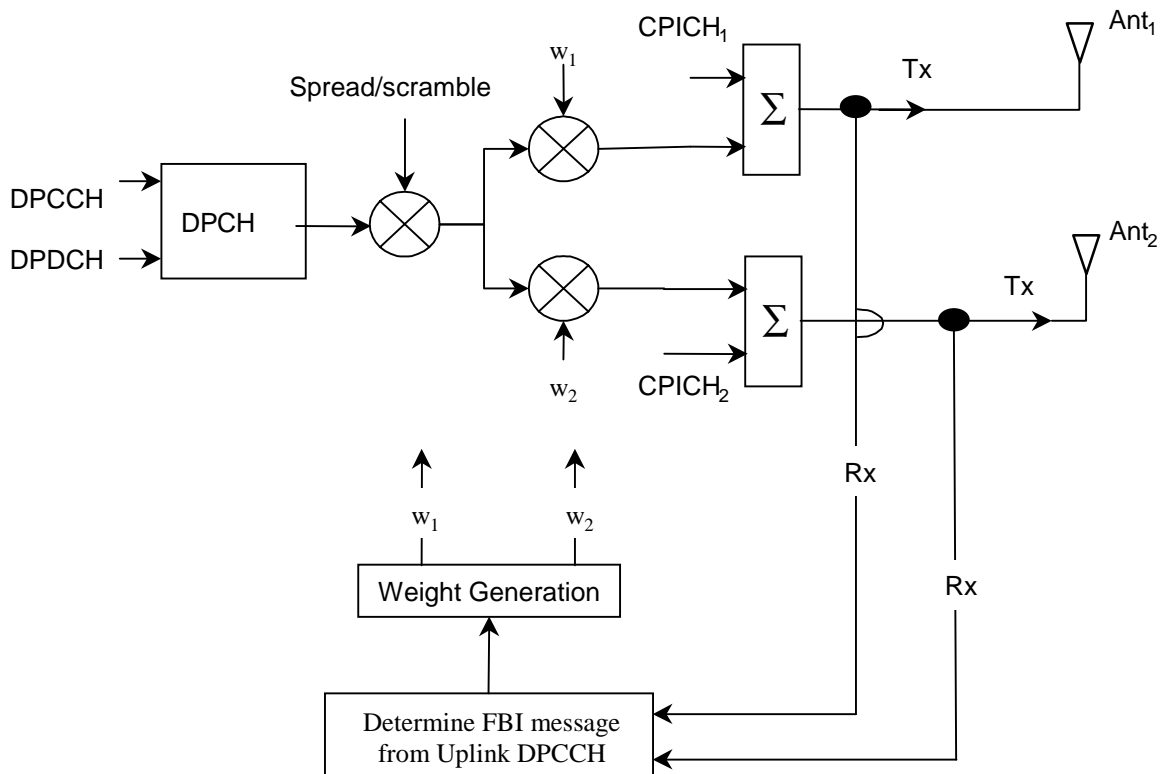 CPICH₁
Ant₁
w₁
Tx
Spread/scramble
Σ
DPCCH
DPCH
DPDCH
Ant₂
Tx
Σ
CPICH₂
w₂
Rx
w₁
w₂
Weight Generation
Rx
Determine FBI message
from Uplink DPCCH